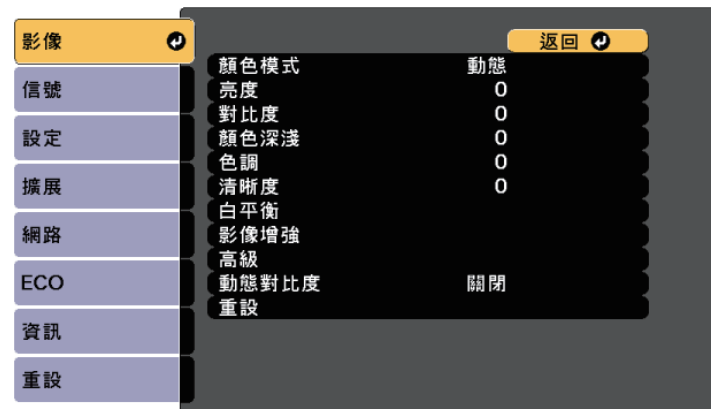 影像
信號
設定
擴展
網路
ECO
資訊
重設
返回
顏色模式 動態
亮度 0
對比度 0
顏色深淺 0
色調 0
清晰度 0
白平衡
影像增強
高級
動態對比度 關閉
重設